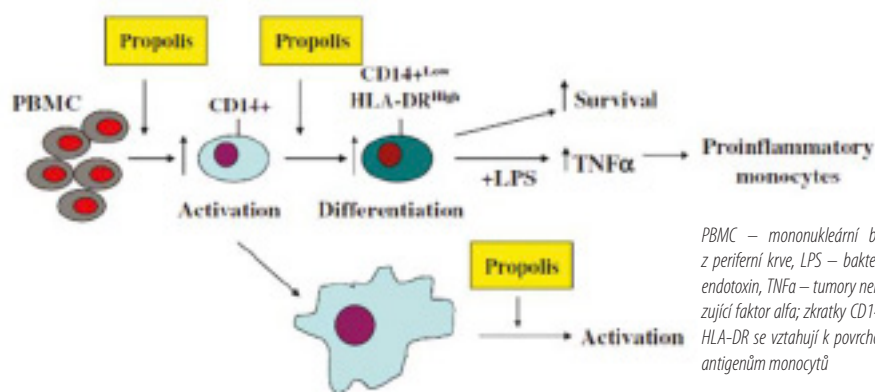 Propolis
Propolis
PBMC
CD14+
CD14+Low
HLA-DRHigh
Survival
+LPS
TNFα
Proinflammatory
monocytes
Activation
Differentiation
Propolis
Activation
PBMC – mononukleární b
z periferní krve, LPS – bakte
endotoxin, TNFα – tumory ne
zující faktor alfa; zkratky CD1
HLA-DR se vztahují k povrch
antigenům monocytů